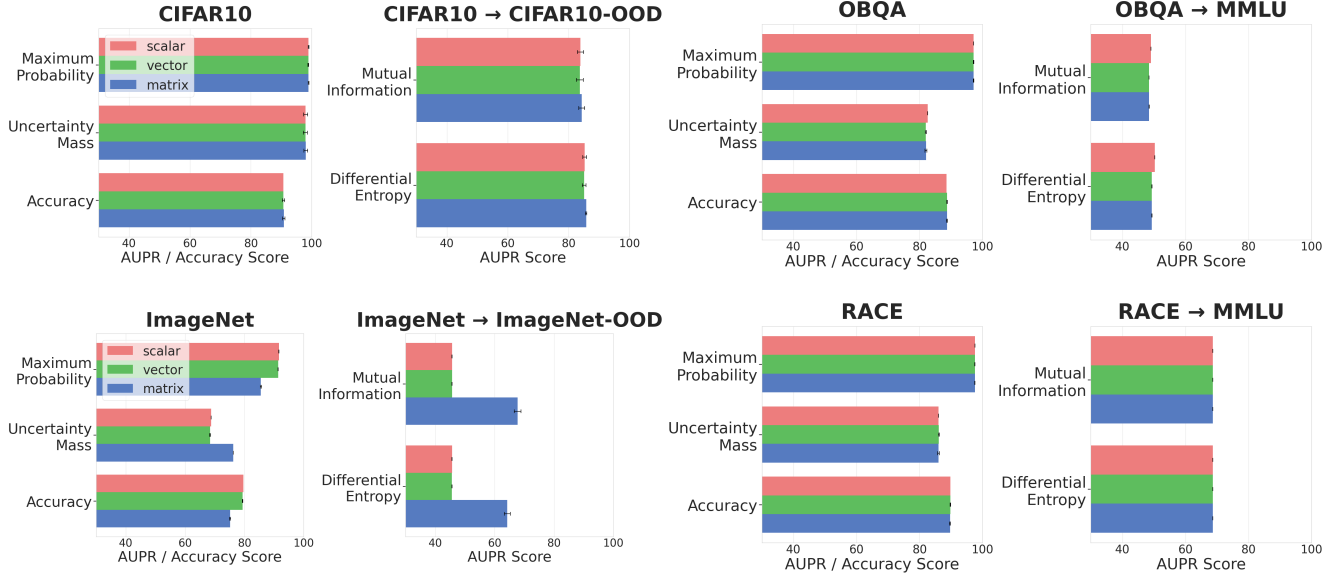 CIFAR10
scalar
vector
matrix
Maximum
Probability
Uncertainty
Mass
Accuracy
40 60 80 100
AUPR / Accuracy Score
CIFAR10 → CIFAR10-OOD
Mutual
Information
Differential
Entropy
40 60 80 100
AUPR Score
OBQA
Maximum
Probability
Uncertainty
Mass
Accuracy
40 60 80 100
AUPR / Accuracy Score
OBQA → MMLU
Mutual
Information
Differential
Entropy
40 60 80 100
AUPR Score
ImageNet
scalar
vector
matrix
Maximum
Probability
Uncertainty
Mass
Accuracy
40 60 80 100
AUPR / Accuracy Score
ImageNet → ImageNet-OOD
Mutual
Information
Differential
Entropy
40 60 80 100
AUPR Score
RACE
Maximum
Probability
Uncertainty
Mass
Accuracy
40 60 80 100
AUPR / Accuracy Score
RACE → MMLU
Mutual
Information
Differential
Entropy
40 60 80 100
AUPR Score